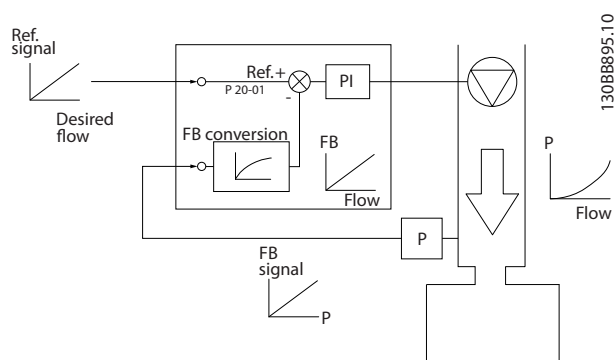 Ref.
signal
Desired
flow
Ref.+
P 20-01
-
PI
FB conversion
FB
Flow
P
FB
signal
P
P
Flow
130BB895.10